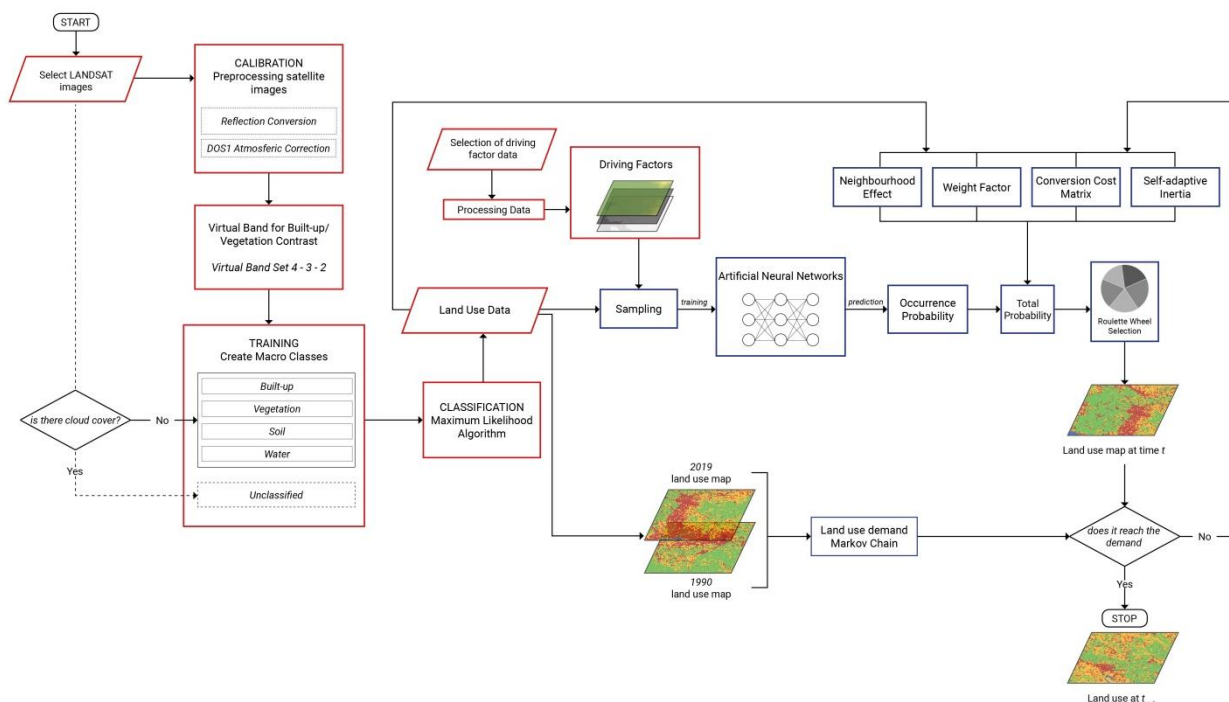 START
Select LANDSAT
images
CALIBRATION
Preprocessing satellite
images
Reflection Conversion
DOS1 Atmosferic Correction
Virtual Band for Built-up/
Vegetation Contrast
Virtual Band Set 4 - 3 - 2
TRAINING
Create Macro Classes
Built-up
Vegetation
Soil
Water
Unclassified
is there cloud cover?
No
Yes
CLASSIFICATION
Maximum Likelihood
Algorithm
Land Use Data
Selection of driving
factor data
Processing Data
Driving Factors
Sampling
training
Artificial Neural Networks
prediction
Occurrence
Probability
Total
Probability
Neighbourhood
Effect
Weight Factor
Conversion Cost
Matrix
Self-adaptive
Inertia
Roulette Wheel
Selection
Land use map at time t
2019
land use map
1990
land use map
Land use demand
Markov Chain
does it reach the
demand
No
Yes
STOP
Land use at t